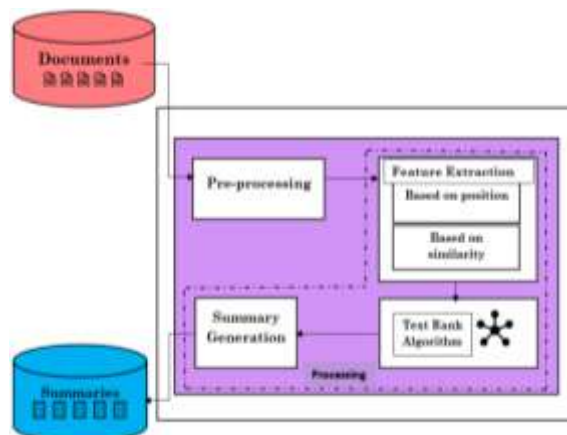 Documents
Pre-processing
Feature Extraction
Based on position
Based on
similarity
Text Rank
Algorithm
Summary
Generation
Processing
Summaries